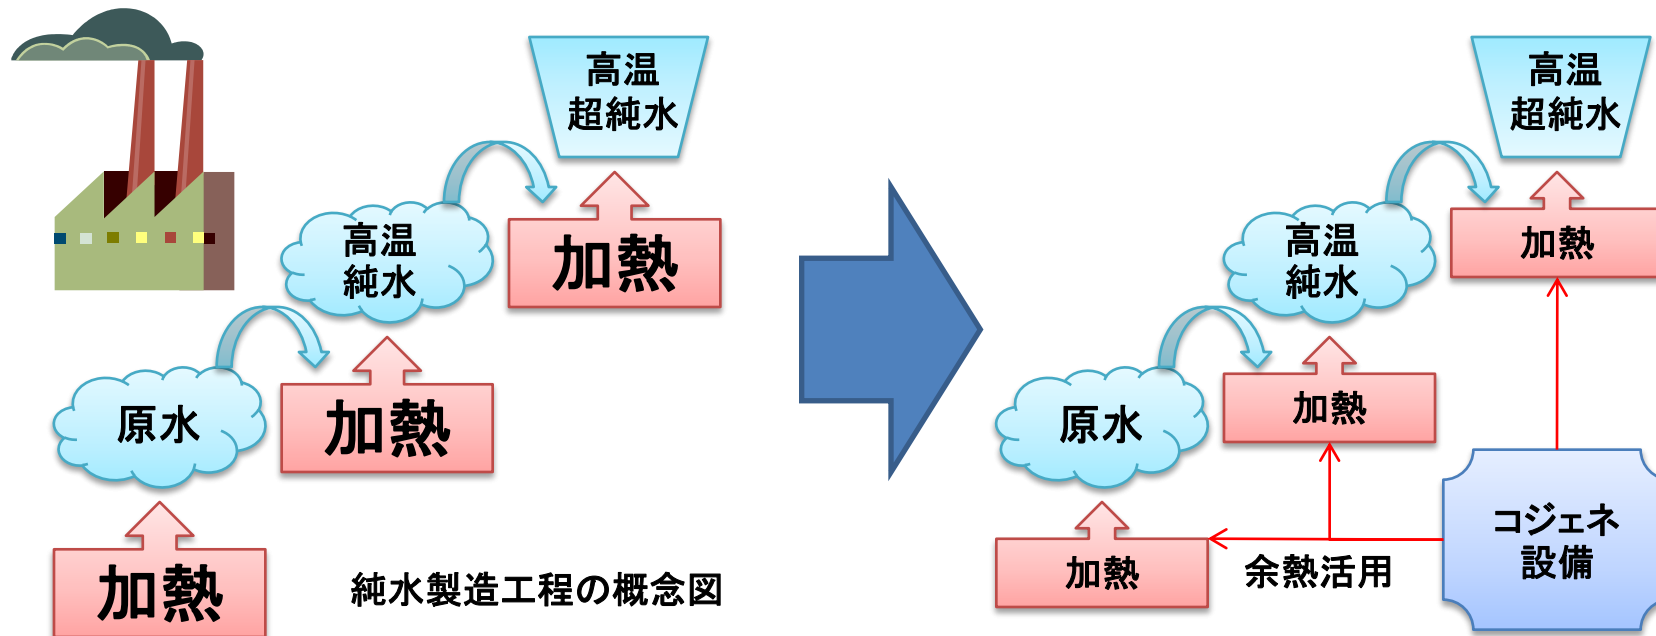 高温
超純水
加熱
高温
純水
加熱
原水
加熱
純水製造工程の概念図
高温
超純水
加熱
高温
純水
加熱
原水
加熱
余熱活用
コジェネ
設備